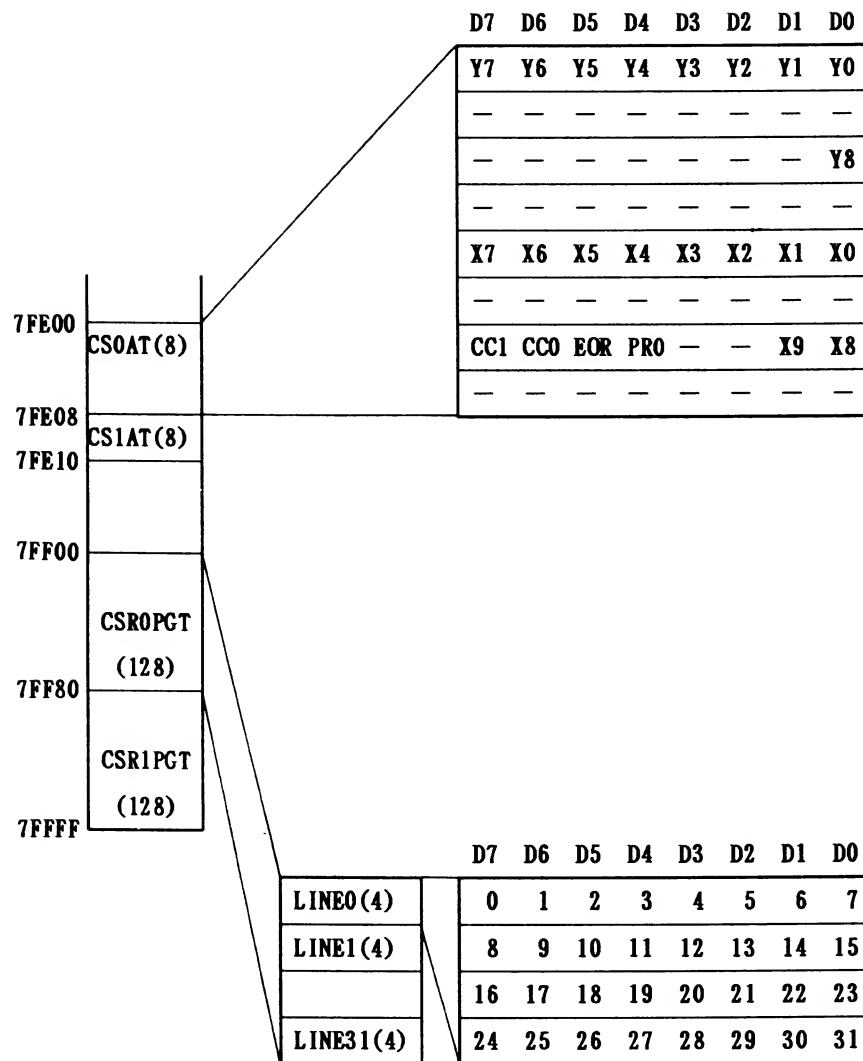 D7 D6 D5 D4 D3 D2 D1 D0
Y7 Y6 Y5 Y4 Y3 Y2 Y1 Y0
— — — — — — — —
— — — — — — — Y8
— — — — — — — —
X7 X6 X5 X4 X3 X2 X1 X0
— — — — — — — —
CC1 CC0 EOR PRO — — X9 X8
— — — — — — — —
7FE00
CS0AT(8)
7FE08
CS1AT(8)
7FE10
7FF00
CSR0PGT
(128)
7FF80
CSR1PGT
(128)
7FFFF
D7 D6 D5 D4 D3 D2 D1 D0
LINE0(4) 0 1 2 3 4 5 6 7
LINE1(4) 8 9 10 11 12 13 14 15
16 17 18 19 20 21 22 23
LINE31(4) 24 25 26 27 28 29 30 31